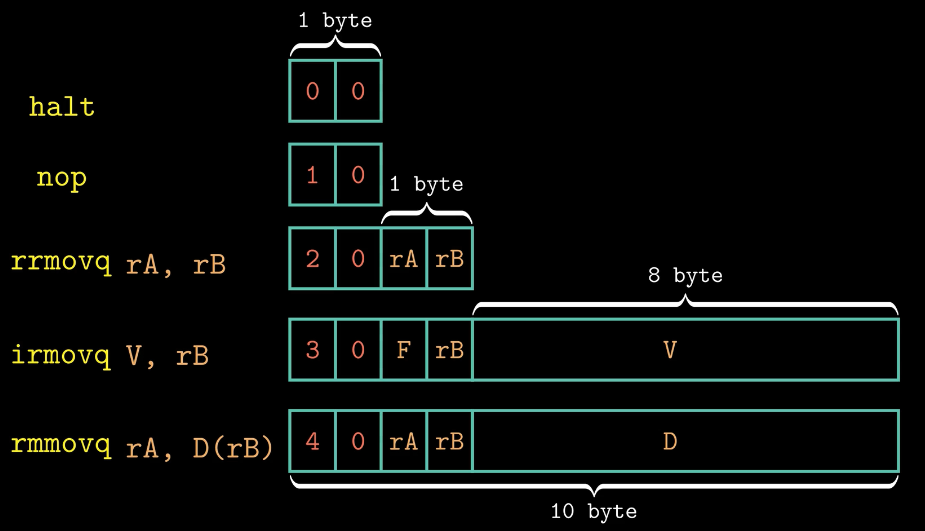 1 byte
halt 0 0
nop 1 0
1 byte
rrmovq rA, rB 2 0 rA rB
8 byte
irmovq V, rB 3 0 F rB V
rmmovq rA, D(rB) 4 0 rA rB D
10 byte